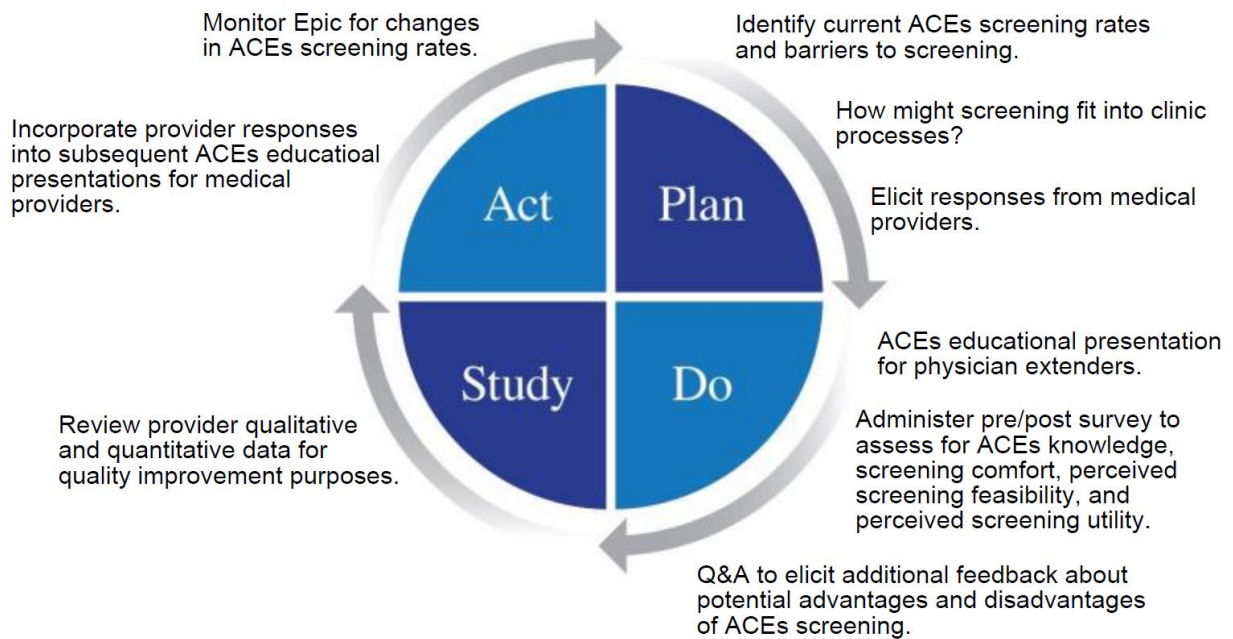 Monitor Epic for changes
in ACEs screening rates.
Identify current ACEs screening rates
and barriers to screening.
How might screening fit into clinic
processes?
Incorporate provider responses
into subsequent ACEs educatioal
presentations for medical
providers.
Elicit responses from medical
providers.
Act
Plan
Study
Do
ACEs educational presentation
for physician extenders.
Review provider qualitative
and quantitative data for
quality improvement purposes.
Administer pre/post survey to
assess for ACEs knowledge,
screening comfort, perceived
screening feasibility, and
perceived screening utility.
Q&A to elicit additional feedback about
potential advantages and disadvantages
of ACEs screening.